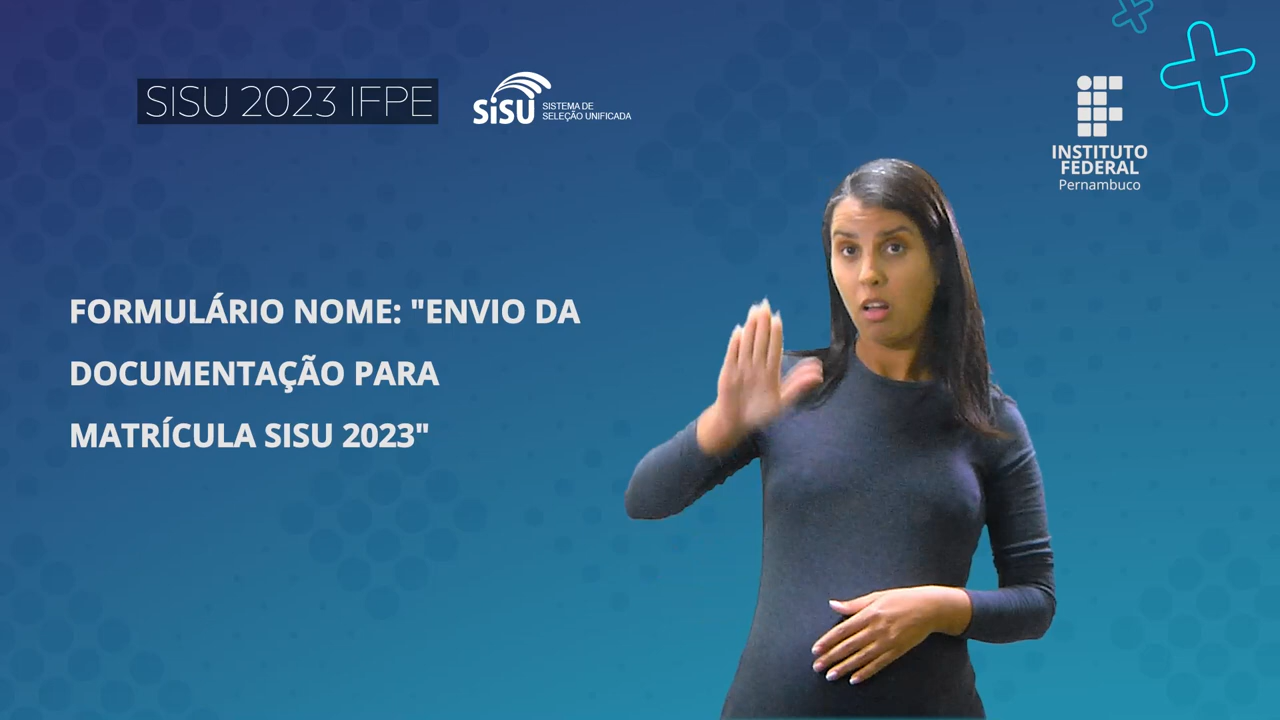 SISU 2023 IFPE
sisu SISTEMA DE
SELEÇÃO UNIFICADA
INSTITUTO
FEDERAL
Pernambuco
FORMULÁRIO NOME: "ENVIO DA
DOCUMENTAÇÃO PARA
MATRÍCULA SISU 2023"